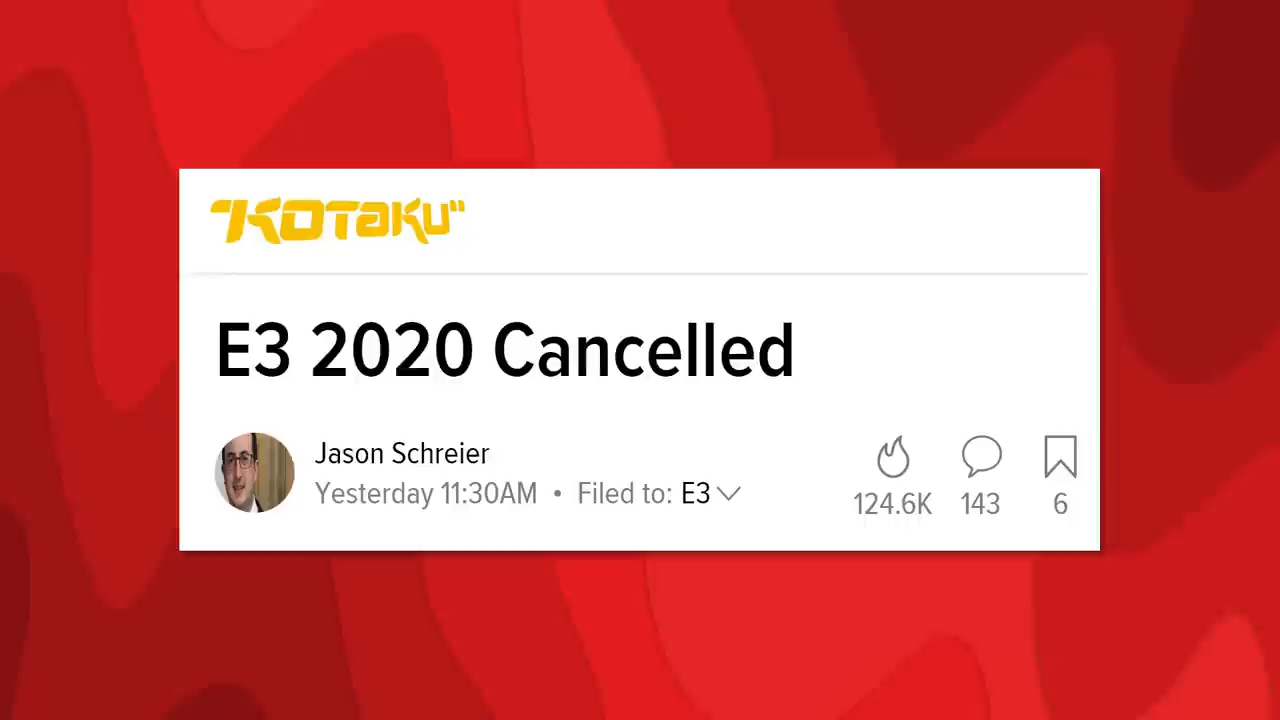 "KOTAKU"
E3 2020 Cancelled
Jason Schreier
Yesterday 11:30AM • Filed to: E3
124.6K 143 6